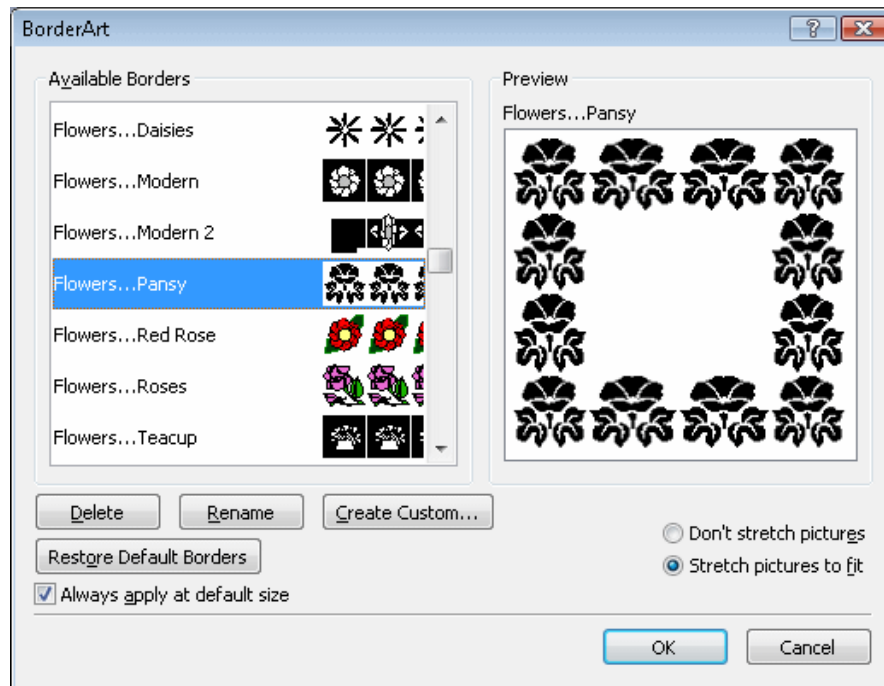 BorderArt
Available Borders
Flowers...Daisies
Flowers...Modern
Flowers...Modern 2
Flowers...Pansy
Flowers...Red Rose
Flowers...Roses
Flowers...Teacup
Preview
Flowers...Pansy
Delete
Rename
Create Custom...
Restore Default Borders
Always apply at default size
Don't stretch pictures
Stretch pictures to fit
OK
Cancel